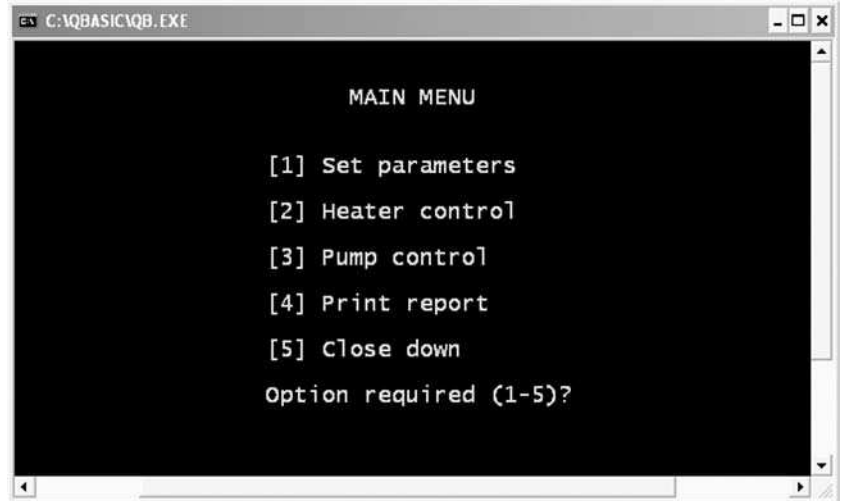 C:\QBASIC\QB.EXE
MAIN MENU
[1] Set parameters
[2] Heater control
[3] Pump control
[4] Print report
[5] Close down
Option required (1-5)?